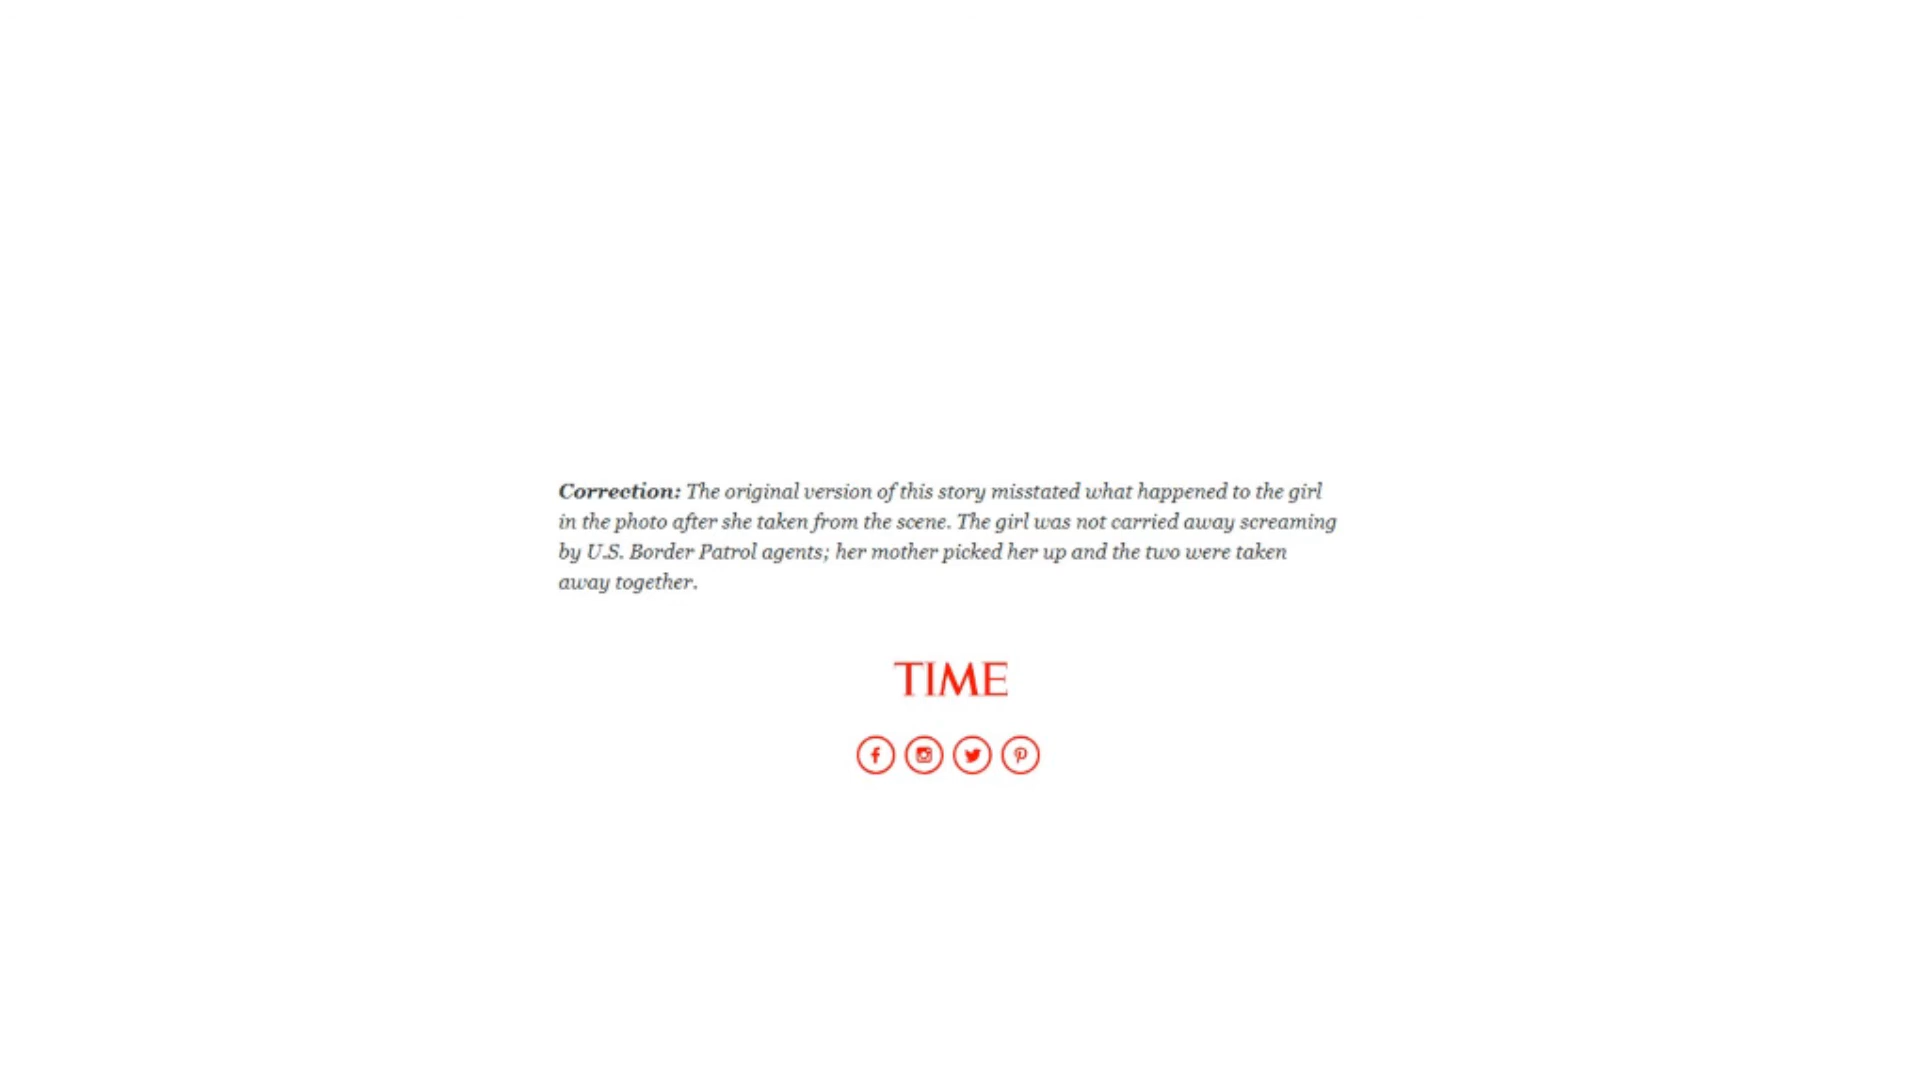 Correction: The original version of this story misstated what happened to the girl
in the photo after she taken from the scene. The girl was not carried away screaming
by U.S. Border Patrol agents; her mother picked her up and the two were taken
away together.
TIME